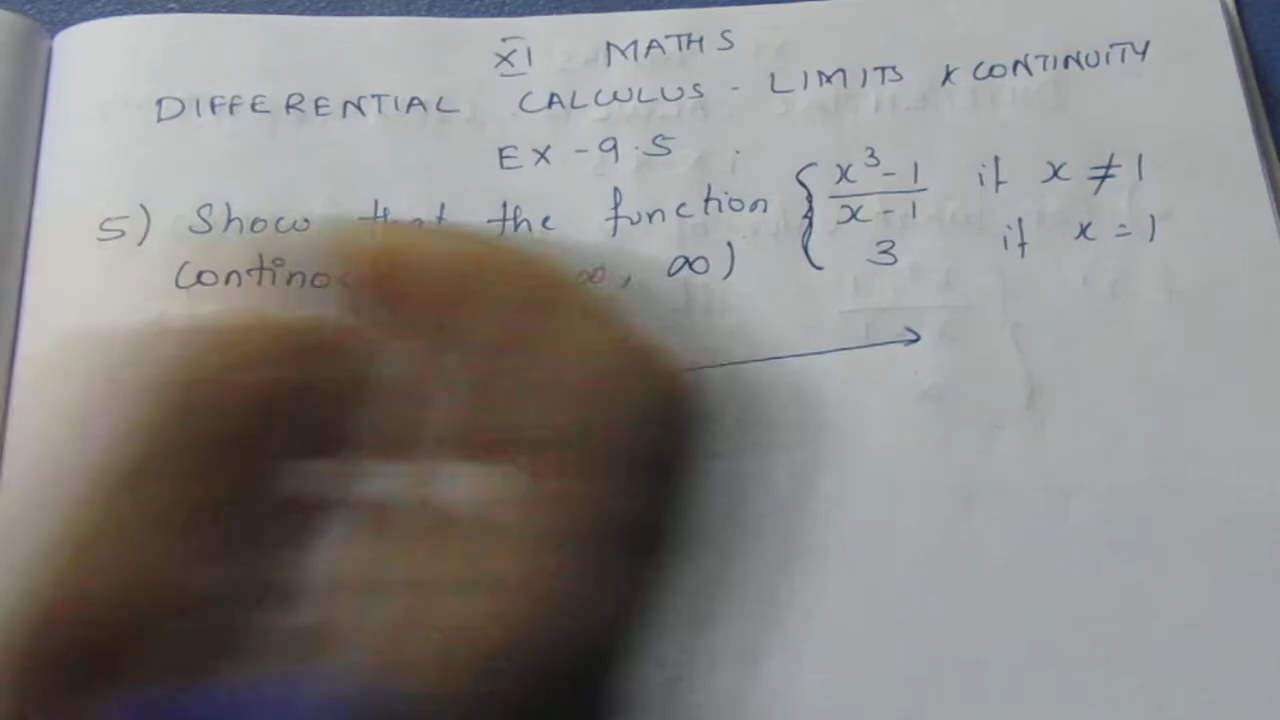 XI MATHS
DIFFERENTIAL CALCULUS - LIMITS & CONTINUITY
EX - 9.5
5) Show that the function { x³-1 / x-1 if x ≠ 1
∞, ∞) 3 if x = 1